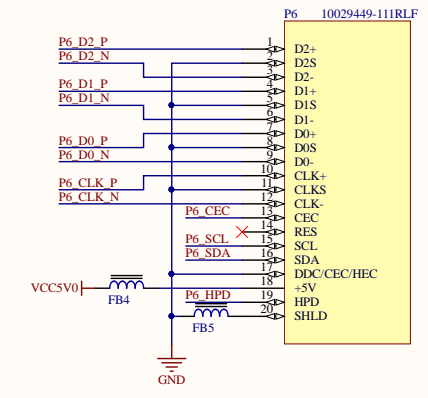 P6 10029449-111RLF
P6_D2_P 1 D2+
P6_D2_N 2 D2S
3 D2-
P6_D1_P 4 D1+
P6_D1_N 5 D1S
6 D1-
P6_D0_P 7 D0+
8 D0S
P6_D0_N 9 D0-
P6_CLK_P 10 CLK+
11 CLKS
P6_CLK_N 12 CLK-
P6_CEC 13 CEC
14 RES
P6_SCL 15 SCL
P6_SDA 16 SDA
17 DDC/CEC/HEC
VCC5V0 FB4 18 +5V
P6_HPD 19 HPD
FB5 20 SHLD
GND